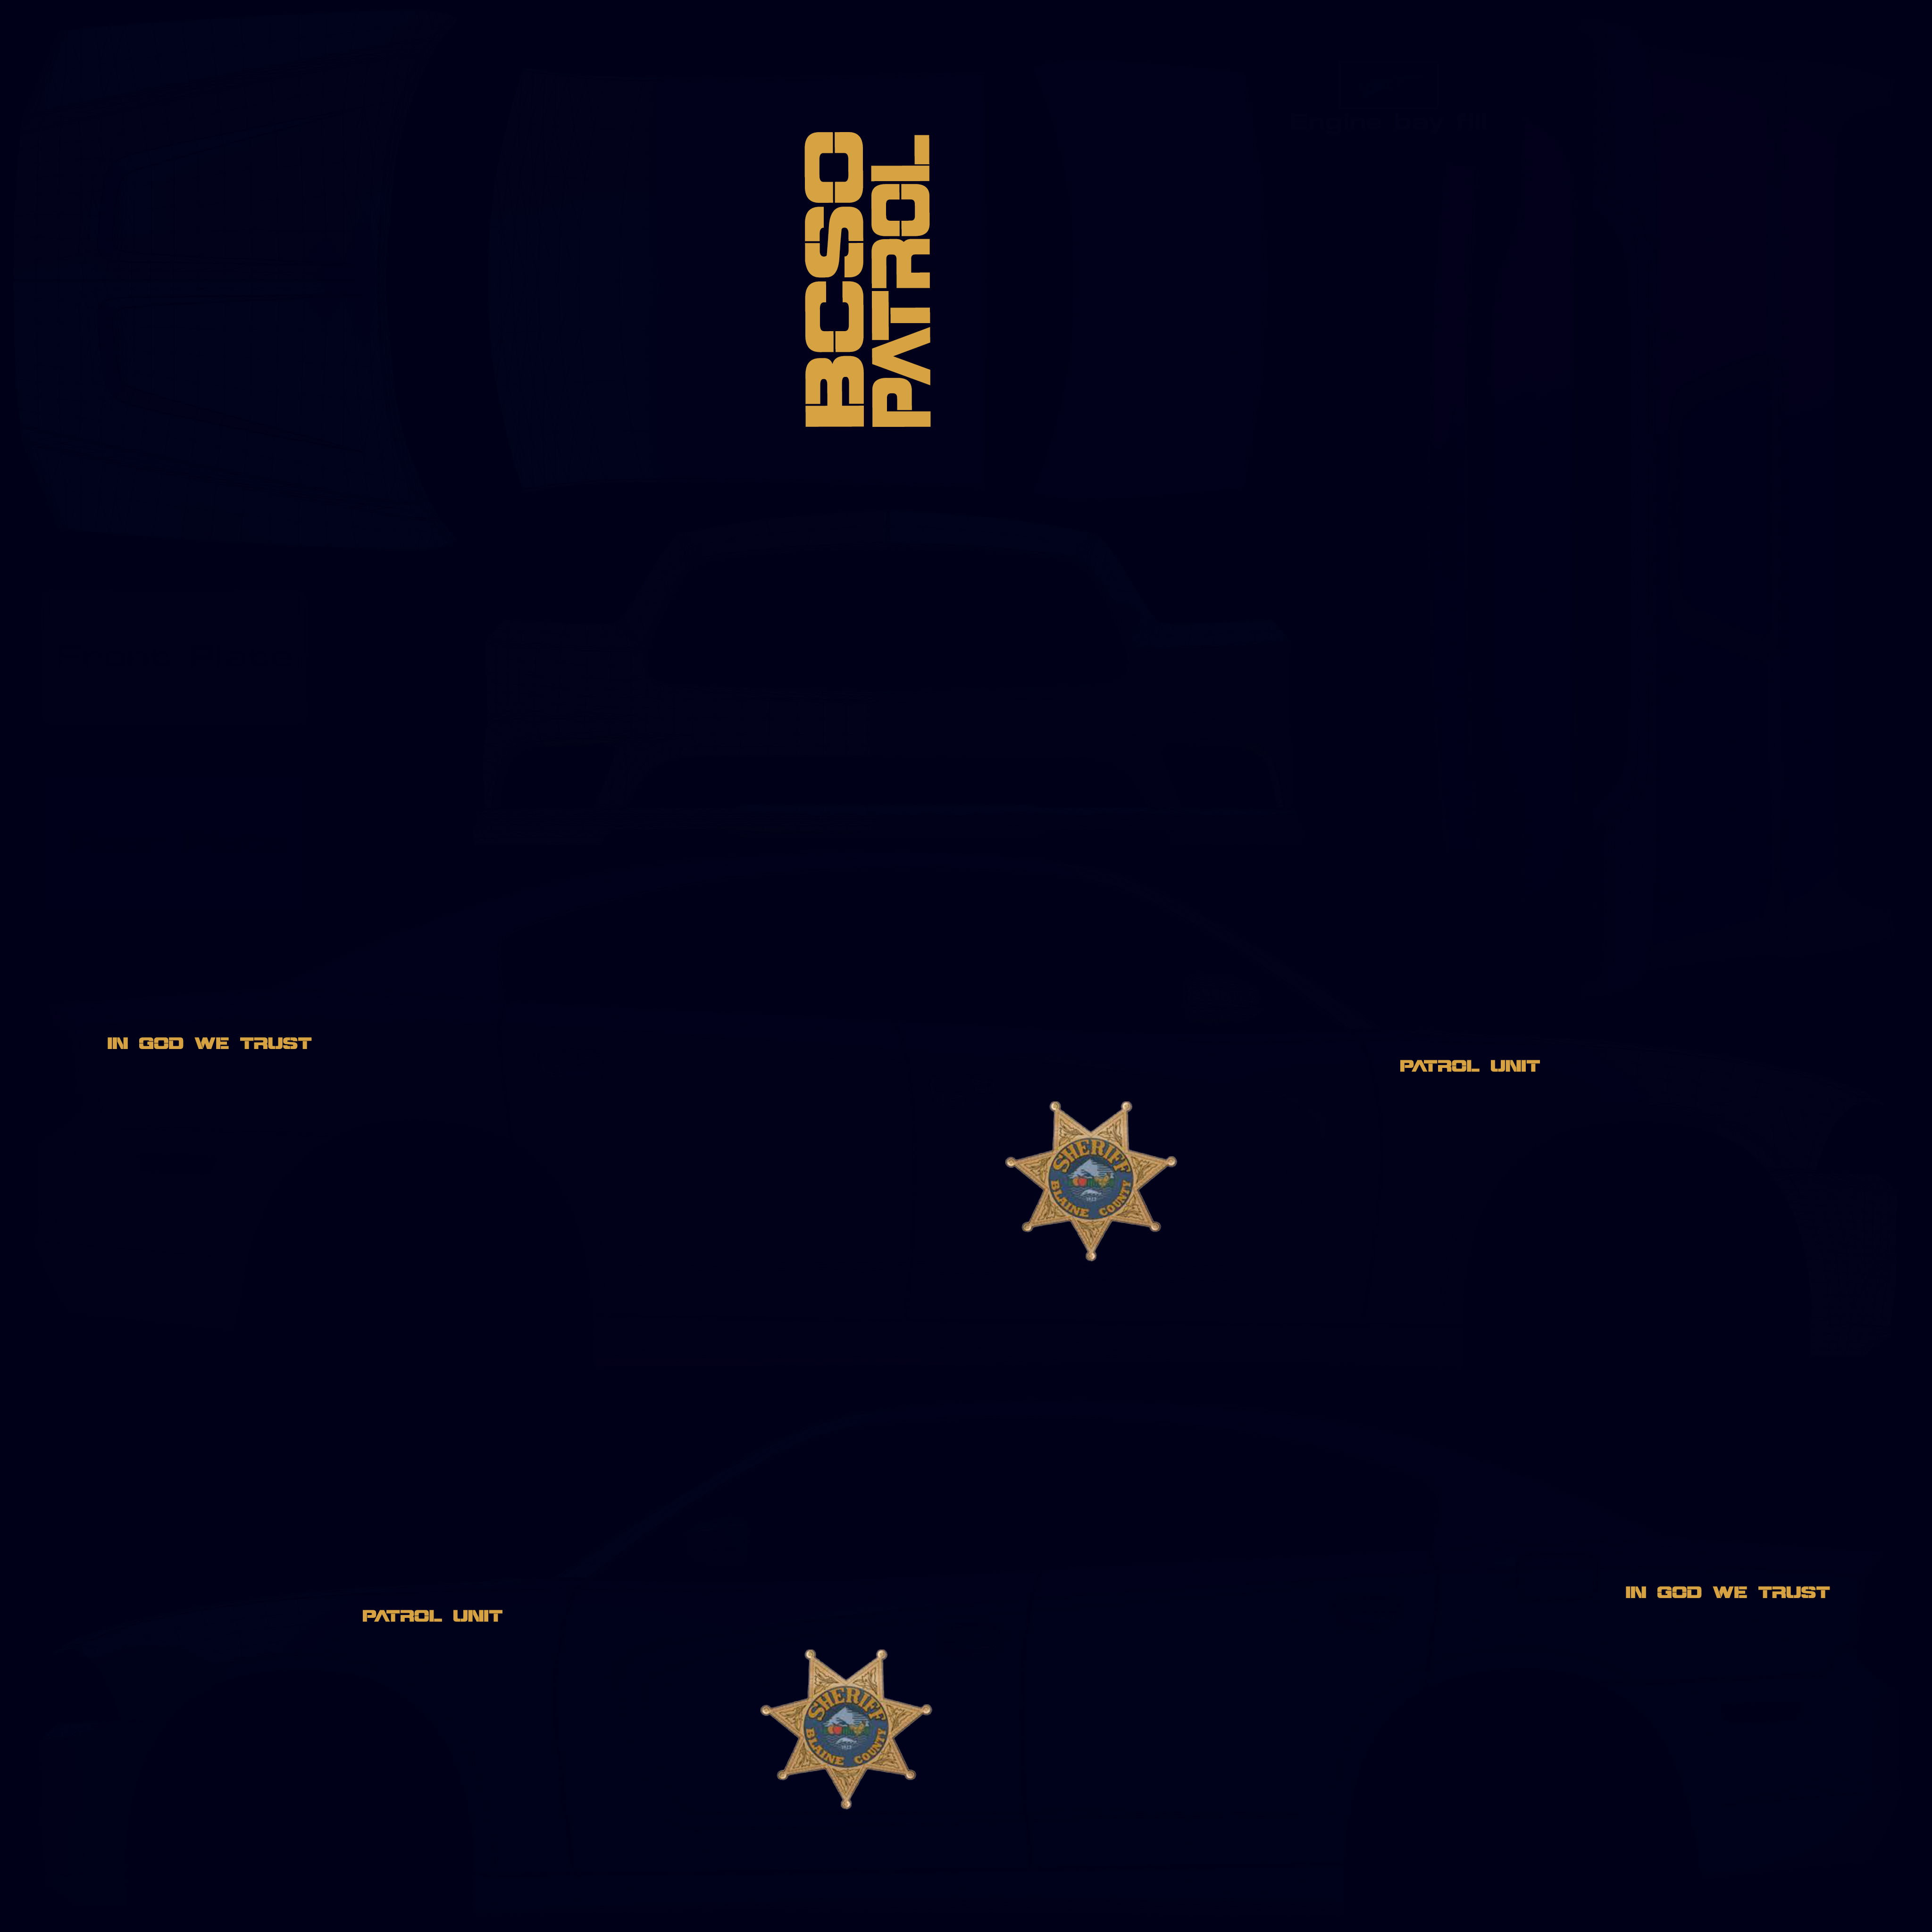 BCSO
PATROL
IN GOD WE TRUST
PATROL UNIT
SHERIFF
BLAINE COUNTY
PATROL UNIT
IN GOD WE TRUST
SHERIFF
BLAINE COUNTY